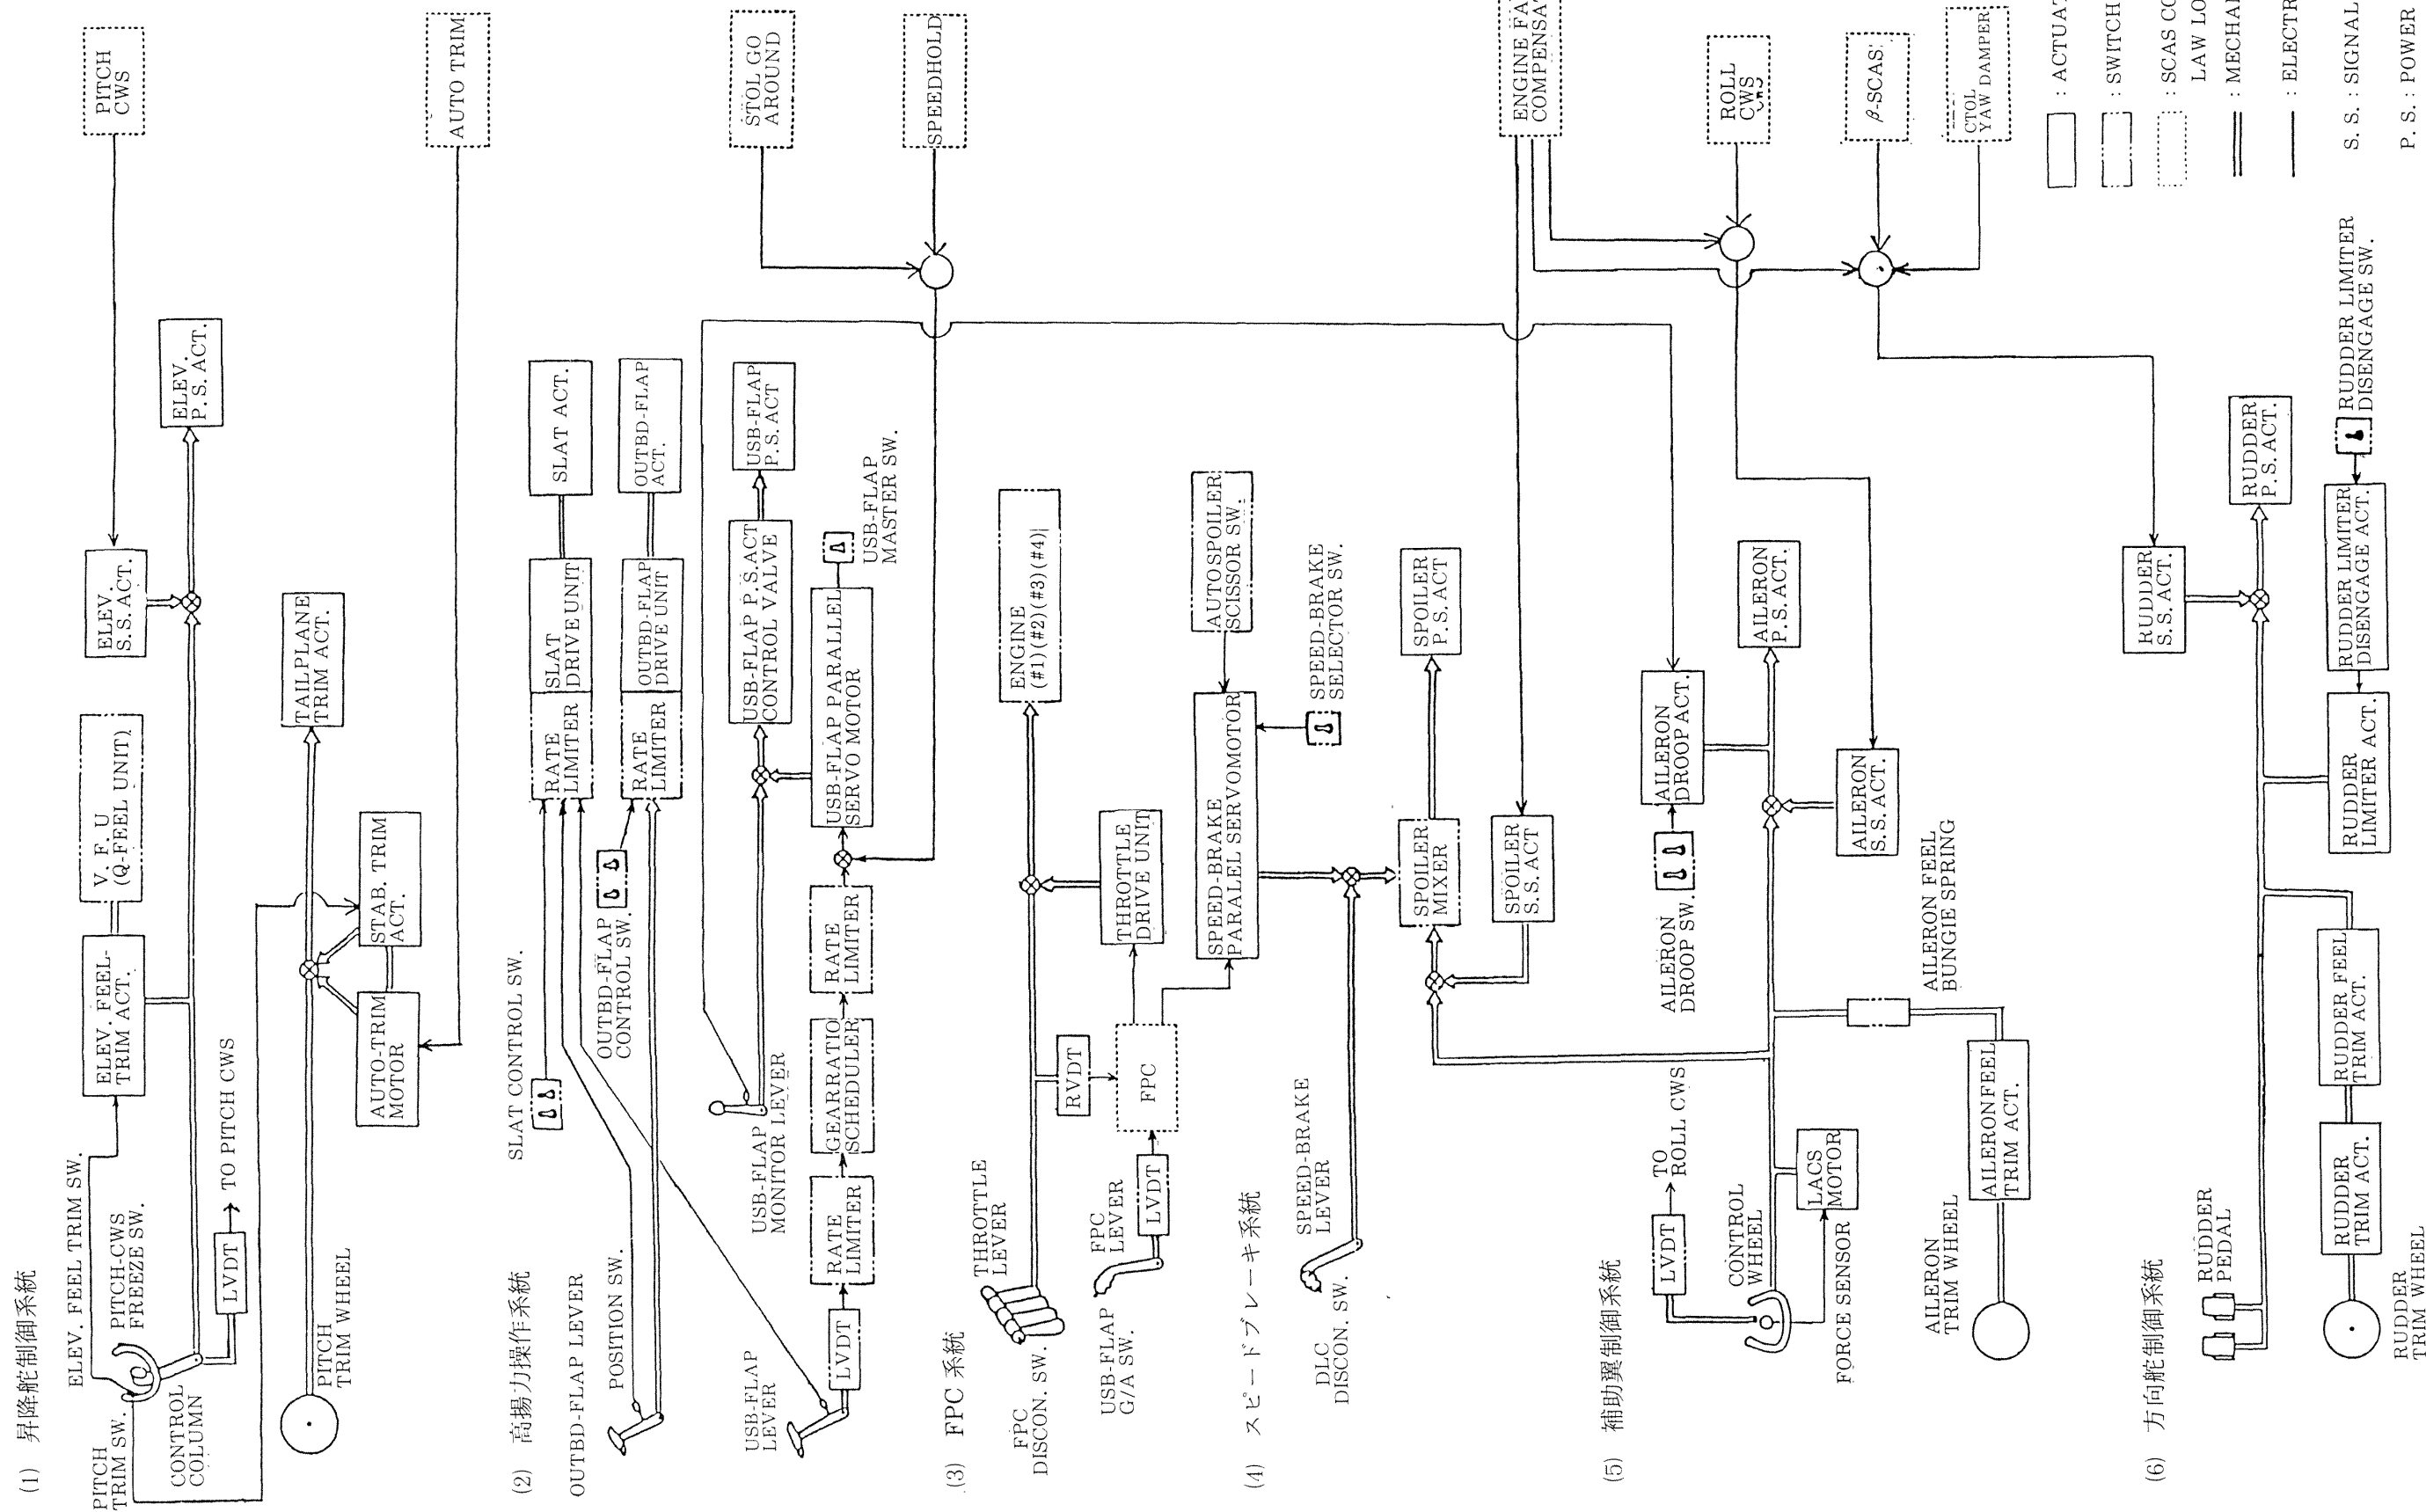 (1) 昇降舵制御系統
ELEV. FEEL TRIM SW.
PITCH
TRIM SW.
PITCH-CWS
FREEZE SW.
CONTROL
COLUMN
LVDT
TO PITCH CWS
ELEV. FEEL-
TRIM ACT.
V. F. U
(Q-FEEL UNIT)
ELEV.
S.S. ACT.
ELEV.
P. S. ACT.
PITCH
CWS
PITCH
TRIM WHEEL
AUTO-TRIM
MOTOR
STAB. TRIM
ACT.
TAILPLANE
TRIM ACT.
AUTO TRIM
(2) 高揚力操作系統
SLAT CONTROL SW.
OUTBD-FLAP LEVER
POSITION SW.
OUTBD-FLAP
CONTROL SW.
RATE
LIMITER
SLAT
DRIVE UNIT
SLAT ACT.
RATE
LIMITER
OUTBD-FLAP
DRIVE UNIT
OUTBD-FLAP
ACT.
USB-FLAP
LEVER
USB-FLAP
MONITOR LEVER
USB-FLAP P.S.ACT
CONTROL VALVE
USB-FLAP
P. S. ACT
LVDT
RATE
LIMITER
GEARRATIO
SCHEDULER
RATE
LIMITER
USB-FLAP PARALLEL
SERVO MOTOR
USB-FLAP
MASTER SW.
STOL GO
AROUND
SPEEDHOLD
(3) FPC 系統
THROTTLE
LEVER
FPC
DISCON. SW.
ENGINE
(#1)(#2)(#3)(#4)
RVDT
THROTTLE
DRIVE UNIT
FPC
LEVER
USB-FLAP
G/A SW.
LVDT
FPC
(4) スピードブレーキ系統
SPEED-BRAKE
PARALEL SERVOMOTOR
AUTOSPOILER
SCISSOR SW.
SPEED-BRAKE
SELECTOR SW.
SPEED-BRAKE
LEVER
DLC
DISCON. SW.
SPOILER
MIXER
SPOILER
P.S. ACT
SPOILER
S. S. ACT
ENGINE FA
COMPENSAT
(5) 補助翼制御系統
LVDT
TO
ROLL CWS
AILERON
DROOP SW.
AILERON
DROOP ACT.
CONTROL
WHEEL
LACS
MOTOR
FORCE SENSOR
AILERON
P. S. ACT.
AILERON
S. S. ACT.
AILERON FEEL
BUNGIE SPRING
AILERON
TRIM WHEEL
AILERONFEEL
TRIM ACT.
ROLL
CWS
β-SCAS
CTOL
YAW DAMPER
(6) 方向舵制御系統
RUDDER
PEDAL
RUDDER
S. S. ACT.
RUDDER
P. S. ACT.
RUDDER
TRIM WHEEL
RUDDER
TRIM ACT.
RUDDER FEEL
TRIM ACT.
RUDDER
LIMITER ACT.
RUDDER LIMITER
DISENGAGE ACT.
RUDDER LIMITER
DISENGAGE SW.
: ACTUAT
: SWITCH
: SCAS CO
LAW LO
: MECHAN
: ELECTR
S. S. : SIGNAL
P. S. : POWER